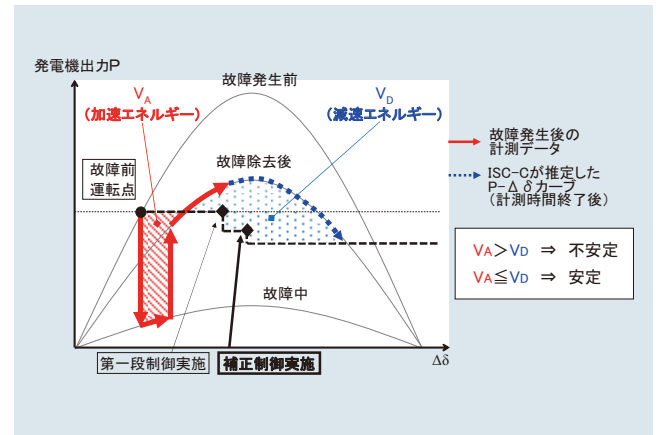 発電機出力P
故障発生前
VA
(加速エネルギー)
VD
(減速エネルギー)
故障前
運転点
故障除去後
故障中
第一段制御実施
補正制御実施
Δδ
故障発生後の
計測データ
ISC-Cが推定した
P-Δδカーブ
(計測時間終了後)
VA>VD ⇒ 不安定
VA≦VD ⇒ 安定